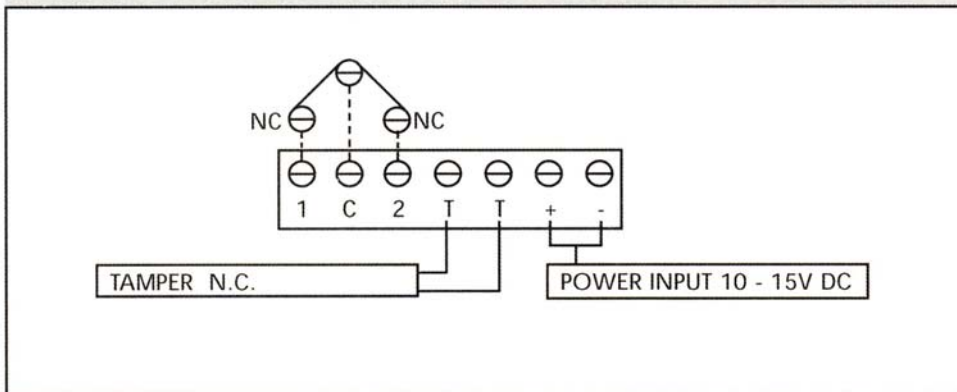 NC NC
1 C 2 T T + -
TAMPER N.C. POWER INPUT 10 - 15V DC